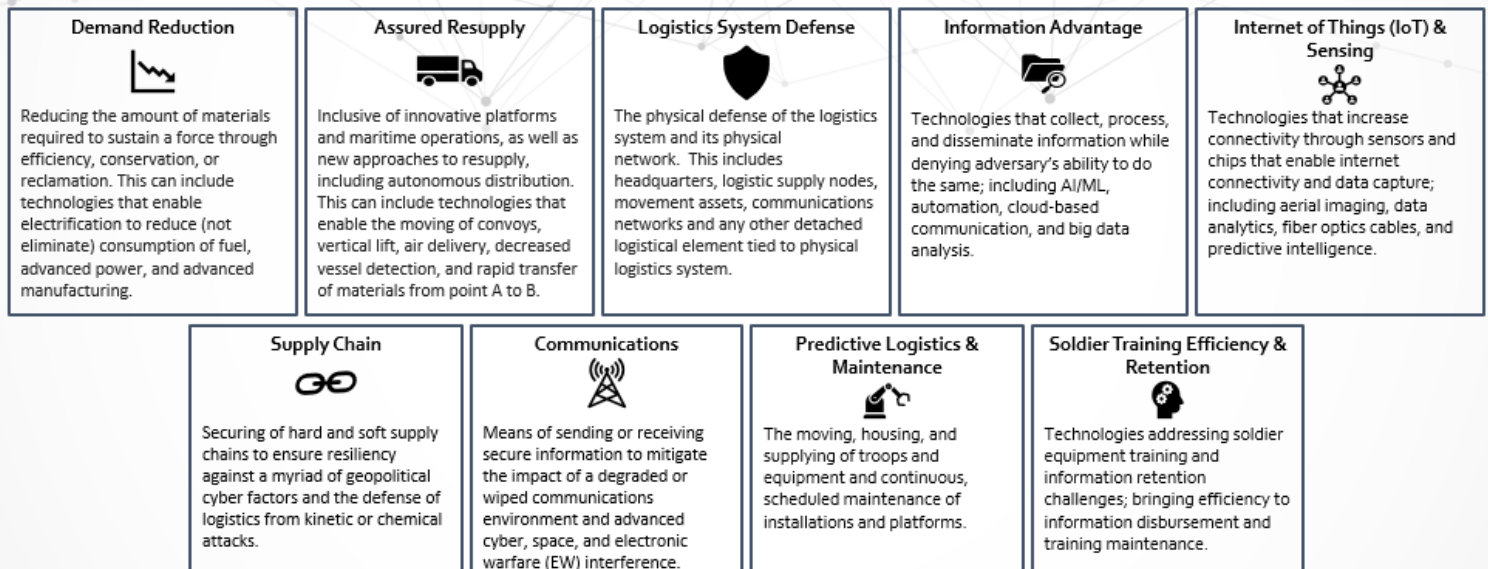 Demand Reduction
Reducing the amount of materials
required to sustain a force through
efficiency, conservation, or
reclamation. This can include
technologies that enable
electrification to reduce (not
eliminate) consumption of fuel,
advanced power, and advanced
manufacturing.
Assured Resupply
Inclusive of innovative platforms
and maritime operations, as well as
new approaches to resupply,
including autonomous distribution.
This can include technologies that
enable the moving of convoys,
vertical lift, air delivery, decreased
vessel detection, and rapid transfer
of materials from point A to B.
Logistics System Defense
The physical defense of the logistics
system and its physical
network. This includes
headquarters, logistic supply nodes,
movement assets, communications
networks and any other detached
logistical element tied to physical
logistics system.
Information Advantage
Technologies that collect, process,
and disseminate information while
denying adversary's ability to do
the same; including AI/ML,
automation, cloud-based
communication, and big data
analysis.
Internet of Things (IoT) &
Sensing
Technologies that increase
connectivity through sensors and
chips that enable internet
connectivity and data capture;
including aerial imaging, data
analytics, fiber optics cables, and
predictive intelligence.
Supply Chain
Securing of hard and soft supply
chains to ensure resiliency
against a myriad of geopolitical
cyber factors and the defense of
logistics from kinetic or chemical
attacks.
Communications
Means of sending or receiving
secure information to mitigate
the impact of a degraded or
wiped communications
environment and advanced
cyber, space, and electronic
warfare (EW) interference.
Predictive Logistics &
Maintenance
The moving, housing, and
supplying of troops and
equipment and continuous,
scheduled maintenance of
installations and platforms.
Soldier Training Efficiency &
Retention
Technologies addressing soldier
equipment training and
information retention
challenges; bringing efficiency to
information disbursement and
training maintenance.